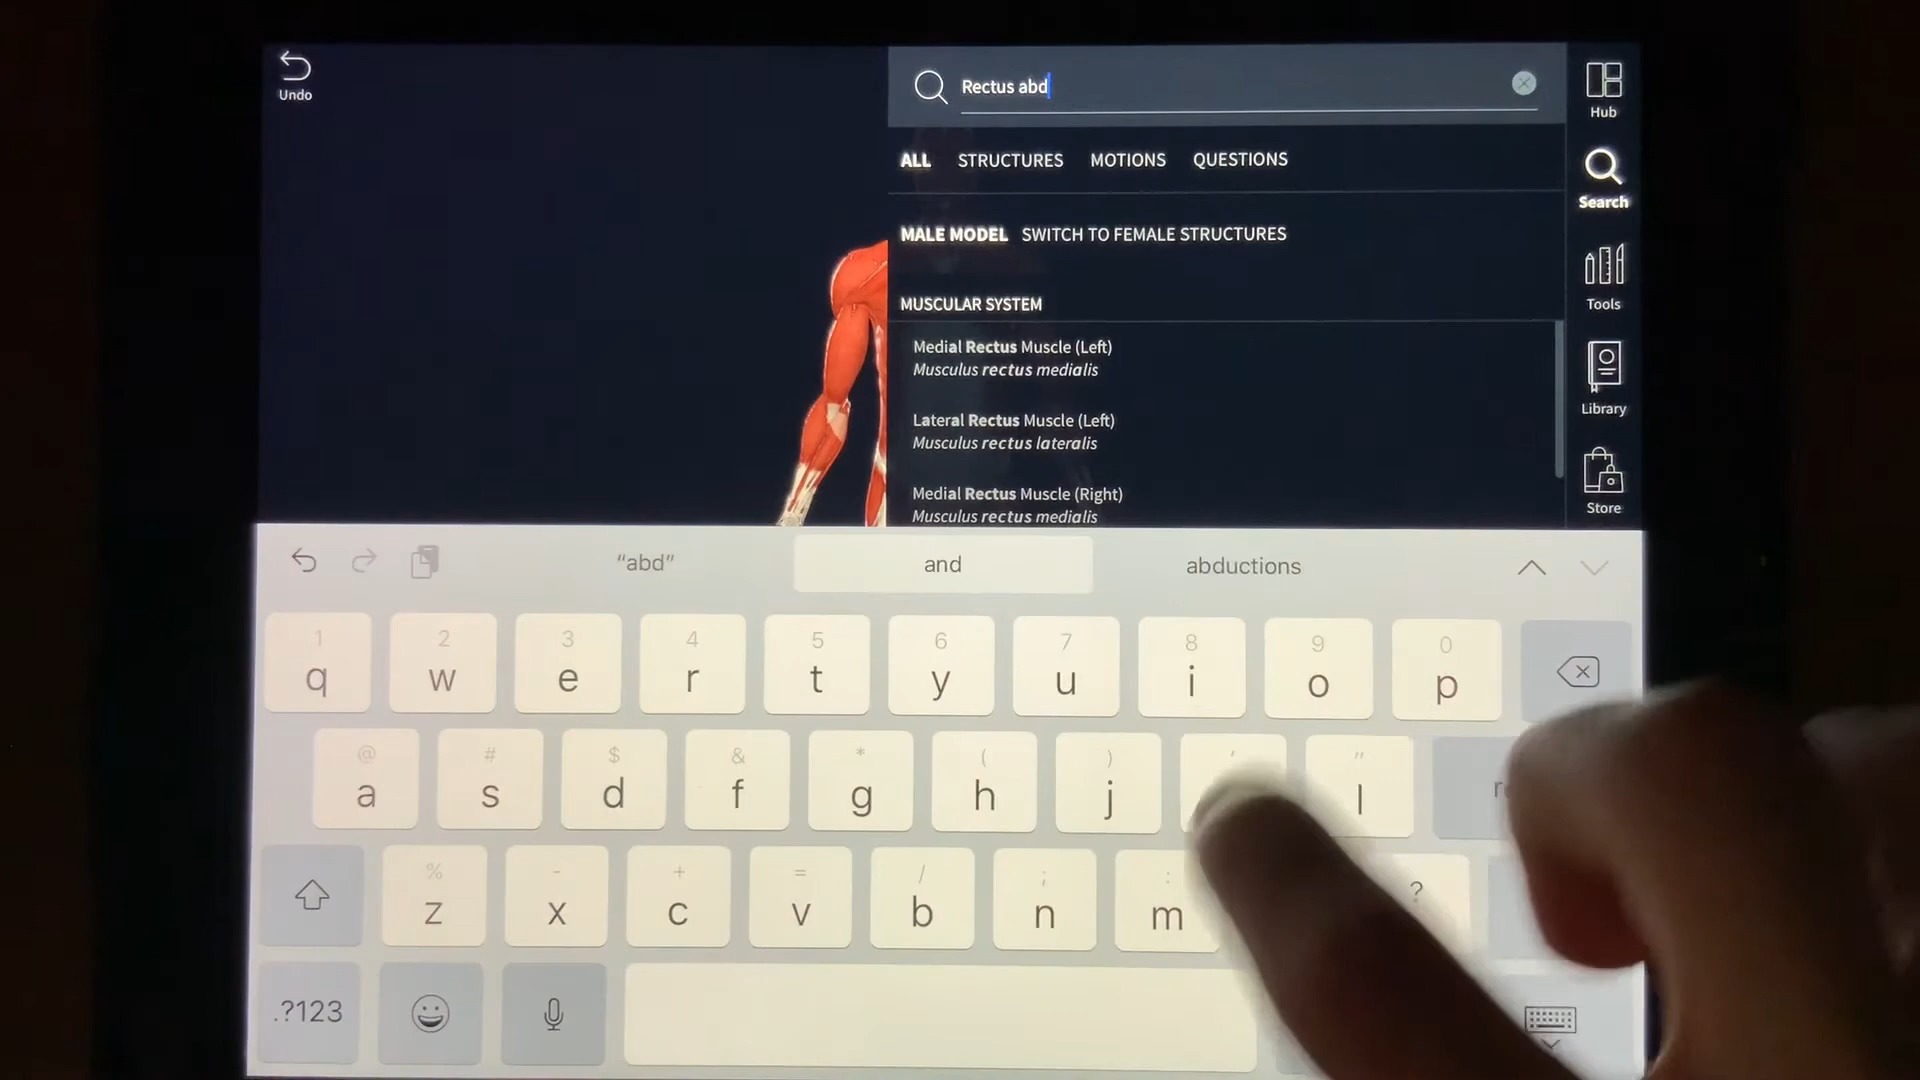 Undo
Rectus abd
Hub
ALL STRUCTURES MOTIONS QUESTIONS
Search
MALE MODEL SWITCH TO FEMALE STRUCTURES
MUSCULAR SYSTEM
Tools
Medial Rectus Muscle (Left)
Musculus rectus medialis
Library
Lateral Rectus Muscle (Left)
Musculus rectus lateralis
Medial Rectus Muscle (Right)
Musculus rectus medialis
Store
"abd" and abductions
1 2 3 4 5 6 7 8 9 0
q w e r t y u i o p
@ # $ & * ( ) ' "
a s d f g h j l
% - + = / ; : ?
z x c v b n m
.?123